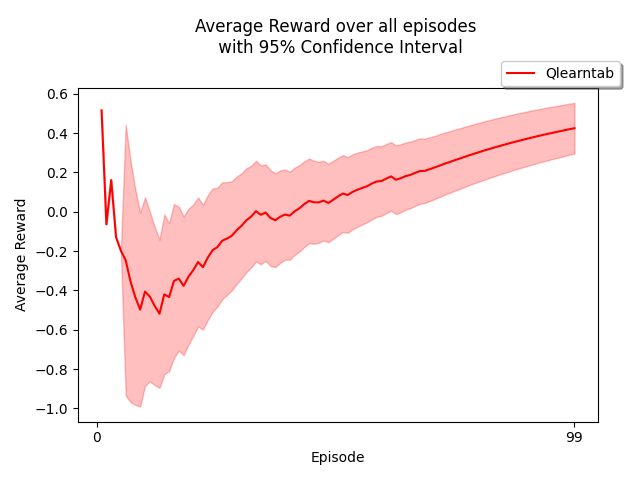 Average Reward over all episodes
with 95% Confidence Interval
Qlearntab
0.6
0.4
0.2
0.0
−0.2
−0.4
−0.6
−0.8
−1.0
Average Reward
0
99
Episode